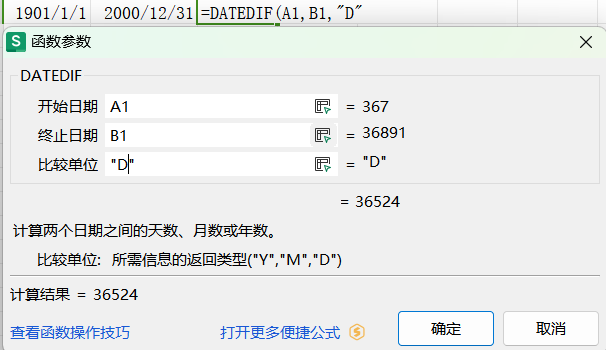 1901/1/1 2000/12/31 =DATEDIF(A1,B1,"D"
S 函数参数
DATEDIF
开始日期 A1 = 367
终止日期 B1 = 36891
比较单位 "D" = "D"
= 36524
计算两个日期之间的天数、月数或年数。
比较单位: 所需信息的返回类型("Y","M","D")
计算结果 = 36524
查看函数操作技巧 打开更多便捷公式 确定 取消